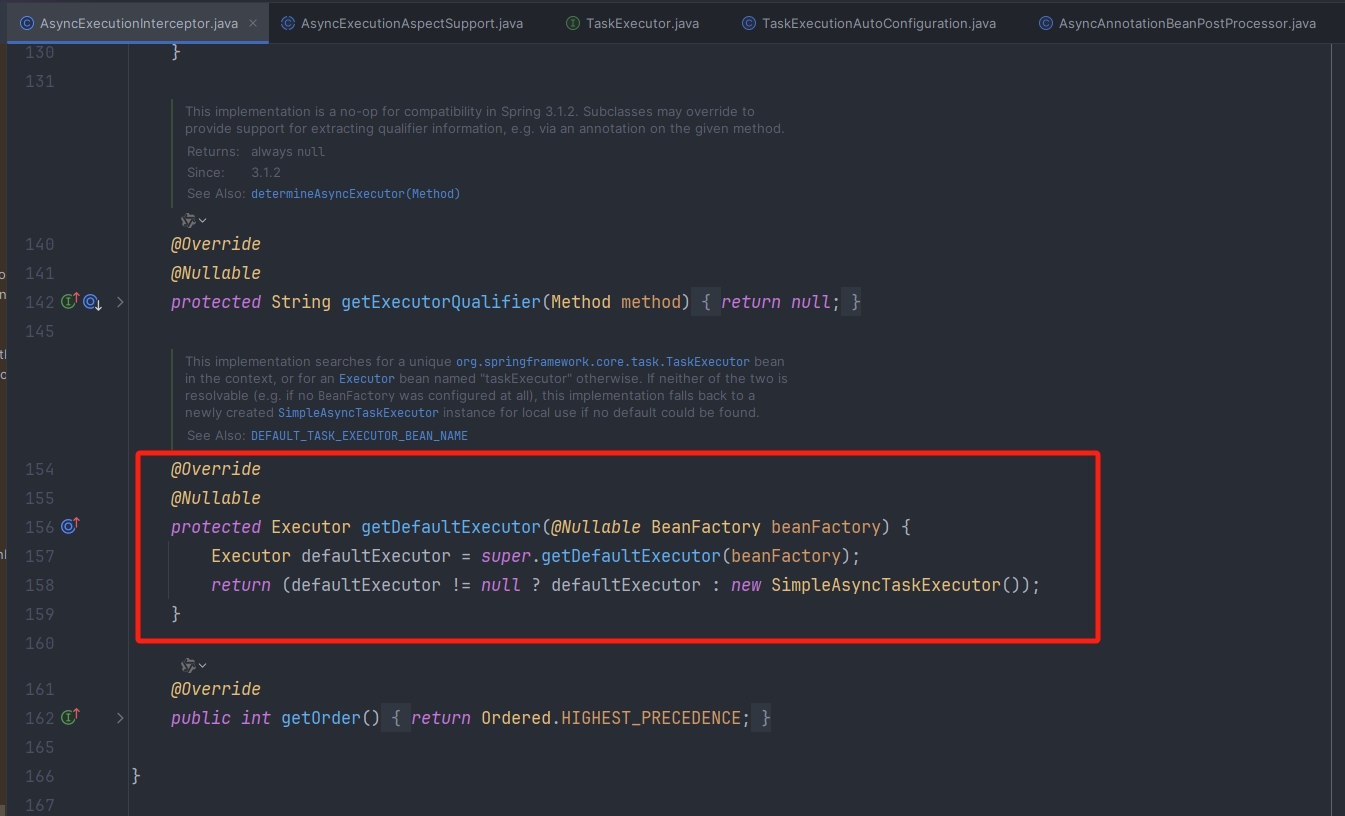 AsyncExecutionInterceptor.java × AsyncExecutionAspectSupport.java TaskExecutor.java TaskExecutionAutoConfiguration.java AsyncAnnotationBeanPostProcessor.java
130 }
131
This implementation is a no-op for compatibility in Spring 3.1.2. Subclasses may override to
provide support for extracting qualifier information, e.g. via an annotation on the given method.
Returns: always null
Since: 3.1.2
See Also: determineAsyncExecutor(Method)
140 @Override
141 @Nullable
142 protected String getExecutorQualifier(Method method) { return null; }
145
This implementation searches for a unique org.springframework.core.task.TaskExecutor bean
in the context, or for an Executor bean named "taskExecutor" otherwise. If neither of the two is
resolvable (e.g. if no BeanFactory was configured at all), this implementation falls back to a
newly created SimpleAsyncTaskExecutor instance for local use if no default could be found.
See Also: DEFAULT_TASK_EXECUTOR_BEAN_NAME
154 @Override
155 @Nullable
156 protected Executor getDefaultExecutor(@Nullable BeanFactory beanFactory) {
157 Executor defaultExecutor = super.getDefaultExecutor(beanFactory);
158 return (defaultExecutor != null ? defaultExecutor : new SimpleAsyncTaskExecutor());
159 }
160
161 @Override
162 public int getOrder() { return Ordered.HIGHEST_PRECEDENCE; }
165
166 }
167